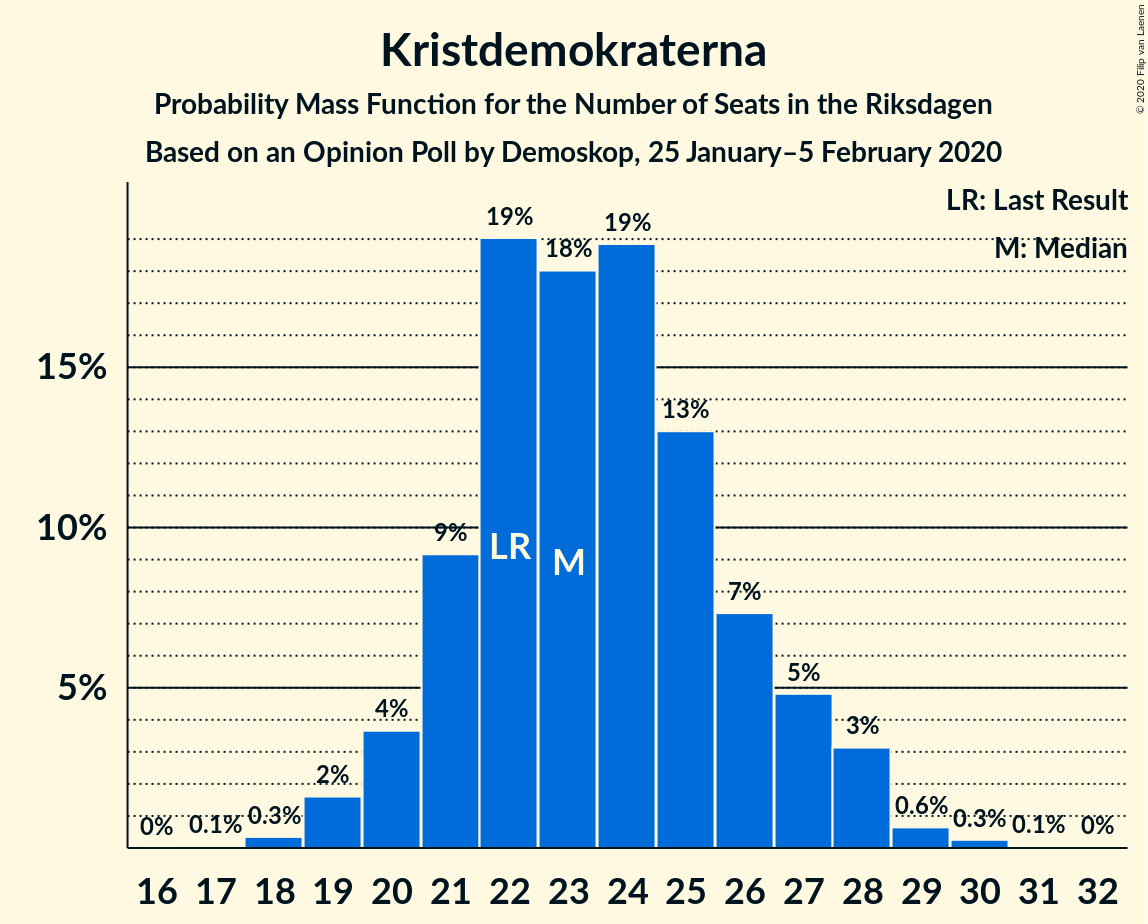 Kristdemokraterna
Probability Mass Function for the Number of Seats in the Riksdagen
Based on an Opinion Poll by Demoskop, 25 January–5 February 2020
© 2020 Filip van Laenen
LR: Last Result
M: Median
15%
10%
5%
0%
0.1%
0.3%
2%
4%
9%
19%
18%
19%
13%
7%
5%
3%
0.6%
0.3%
0.1%
0%
LR
M
16 17 18 19 20 21 22 23 24 25 26 27 28 29 30 31 32